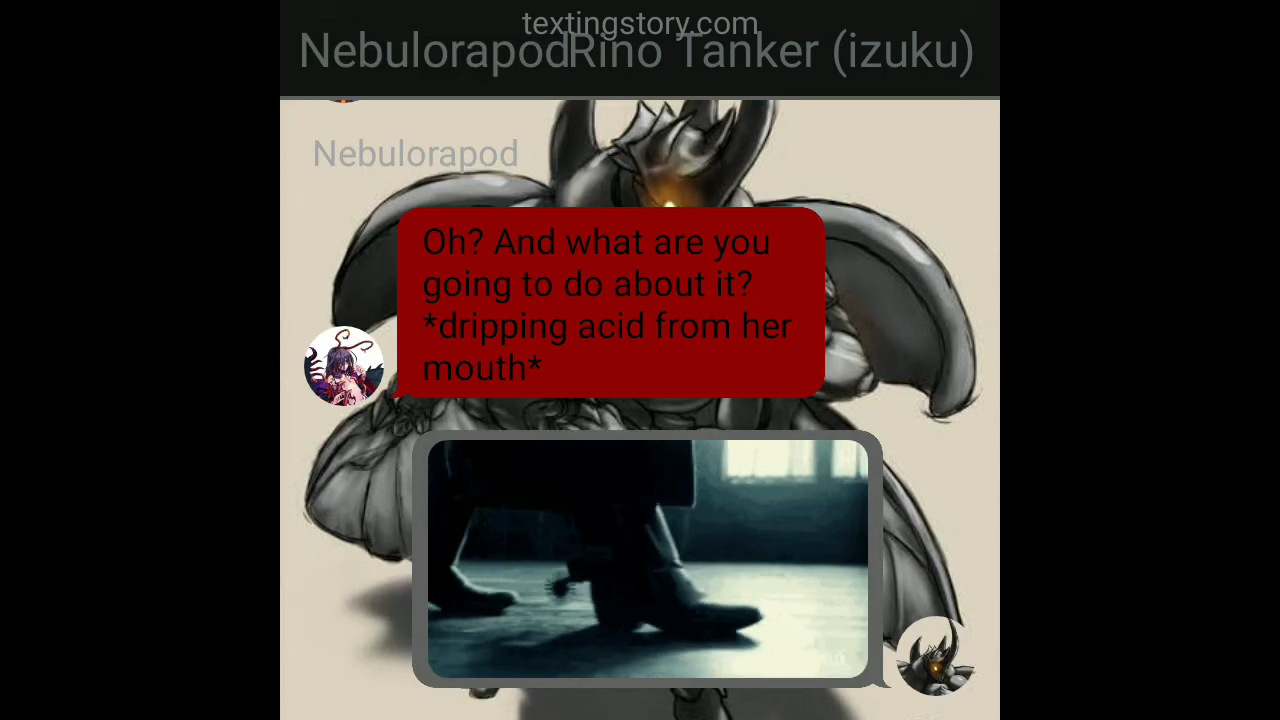 textingstory.com
NebulorapodRino Tanker (izuku)
Nebulorapod
Oh? And what are you
going to do about it?
*dripping acid from her
mouth*